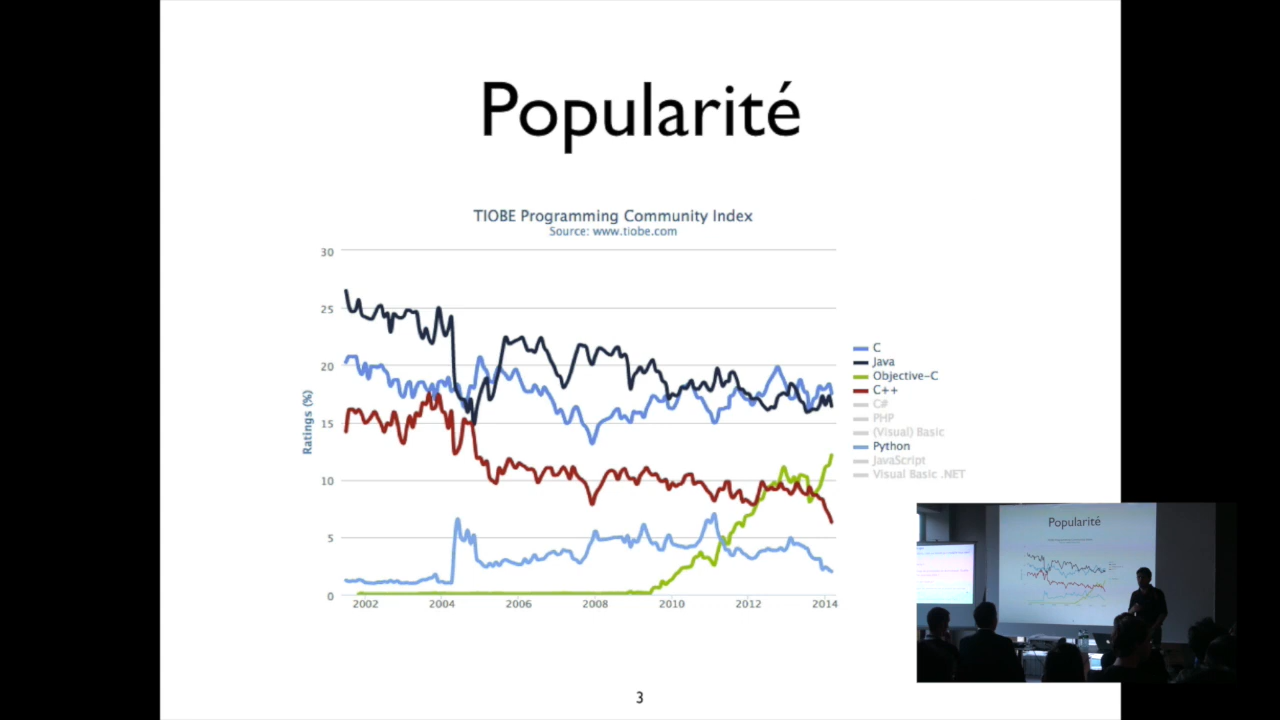 Popularité
TIOBE Programming Community Index
Source: www.tiobe.com
Ratings (%)
30
25
20
15
10
5
0
2002 2004 2006 2008 2010 2012 2014
C
Java
Objective-C
C++
C#
PHP
(Visual) Basic
Python
JavaScript
Visual Basic .NET
Popularité
3